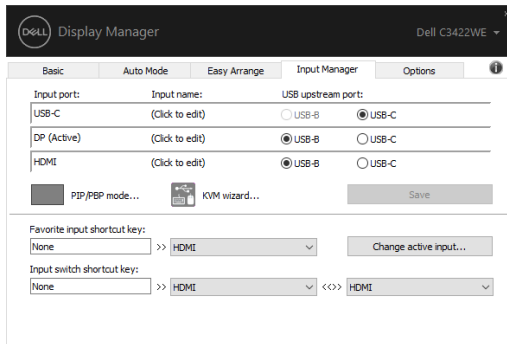 DELL Display Manager Dell C3422WE
Basic Auto Mode Easy Arrange Input Manager Options
Input port: Input name: USB upstream port:
USB-C (Click to edit) USB-B USB-C
DP (Active) (Click to edit) USB-B USB-C
HDMI (Click to edit) USB-B USB-C
PIP/PBP mode... KVM wizard... Save
Favorite input shortcut key:
None >> HDMI Change active input...
Input switch shortcut key:
None >> HDMI <<>> HDMI